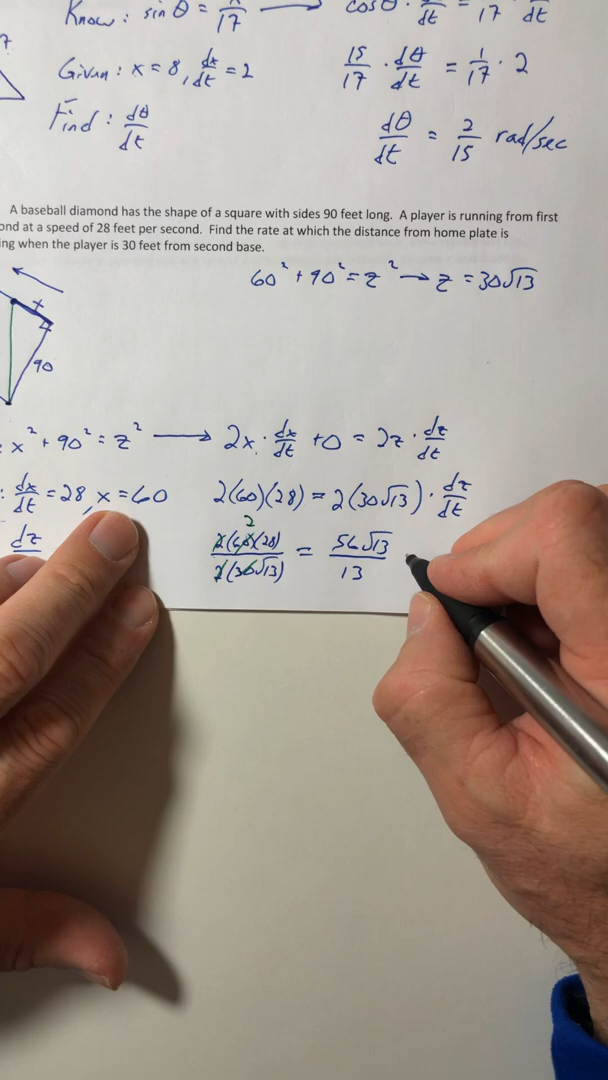 Know: sin θ = x/17 → cos θ · dθ/dt = 1/17 dx/dt
Given: x = 8, dx/dt = 2
15/17 · dθ/dt = 1/17 · 2
Find: dθ/dt
dθ/dt = 2/15 rad/sec
A baseball diamond has the shape of a square with sides 90 feet long. A player is running from first
ond at a speed of 28 feet per second. Find the rate at which the distance from home plate is
ing when the player is 30 feet from second base.
60² + 90² = z² → z = 30√13
x
90
: x² + 90² = z² → 2x · dx/dt + 0 = 2z · dz/dt
: dx/dt = 28, x = 60
2(60)(28) = 2(30√13) · dz/dt
dz
2
2(60)(28)/2(30√13) = 56√13/13